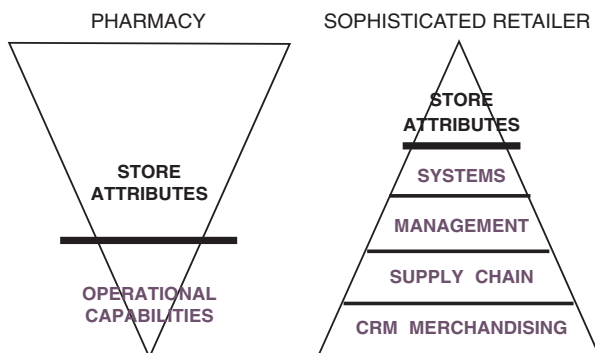 PHARMACY
STORE
ATTRIBUTES
OPERATIONAL
CAPABILITIES
SOPHISTICATED RETAILER
STORE
ATTRIBUTES
SYSTEMS
MANAGEMENT
SUPPLY CHAIN
CRM MERCHANDISING